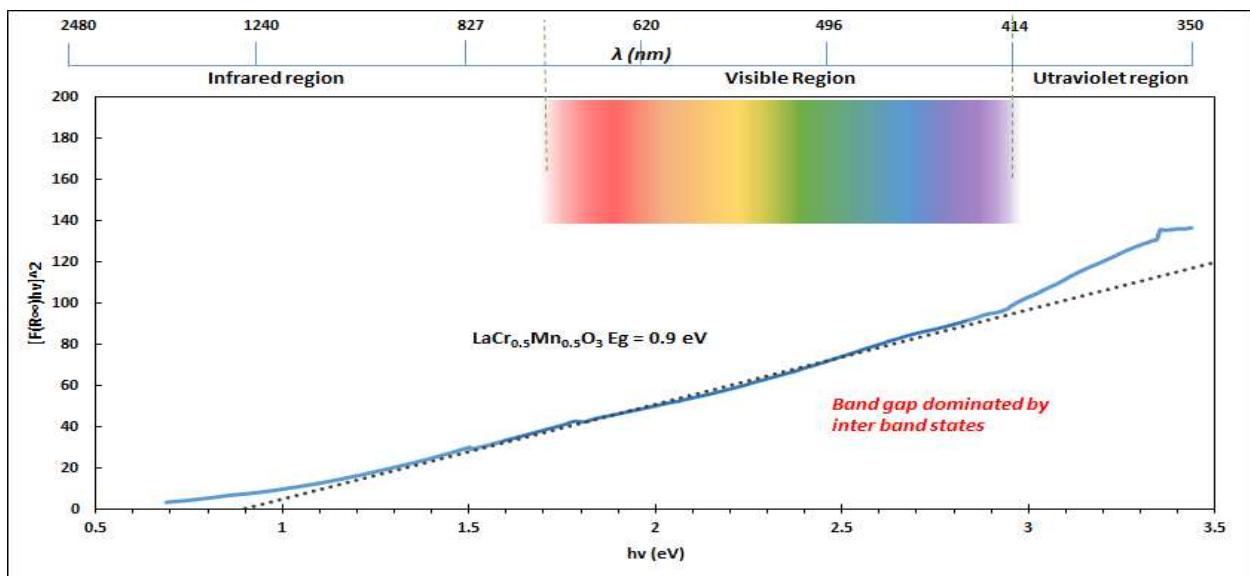 2480 1240 827 620 496 414 350
λ (nm)
Infrared region Visible Region Utraviolet region
200
180
160
140
120
100
80
60
40
20
0
[F(R∞)hv]^2
LaCr0.5Mn0.5O3 Eg = 0.9 eV
Band gap dominated by
inter band states
0.5 1 1.5 2 2.5 3 3.5
hv (eV)